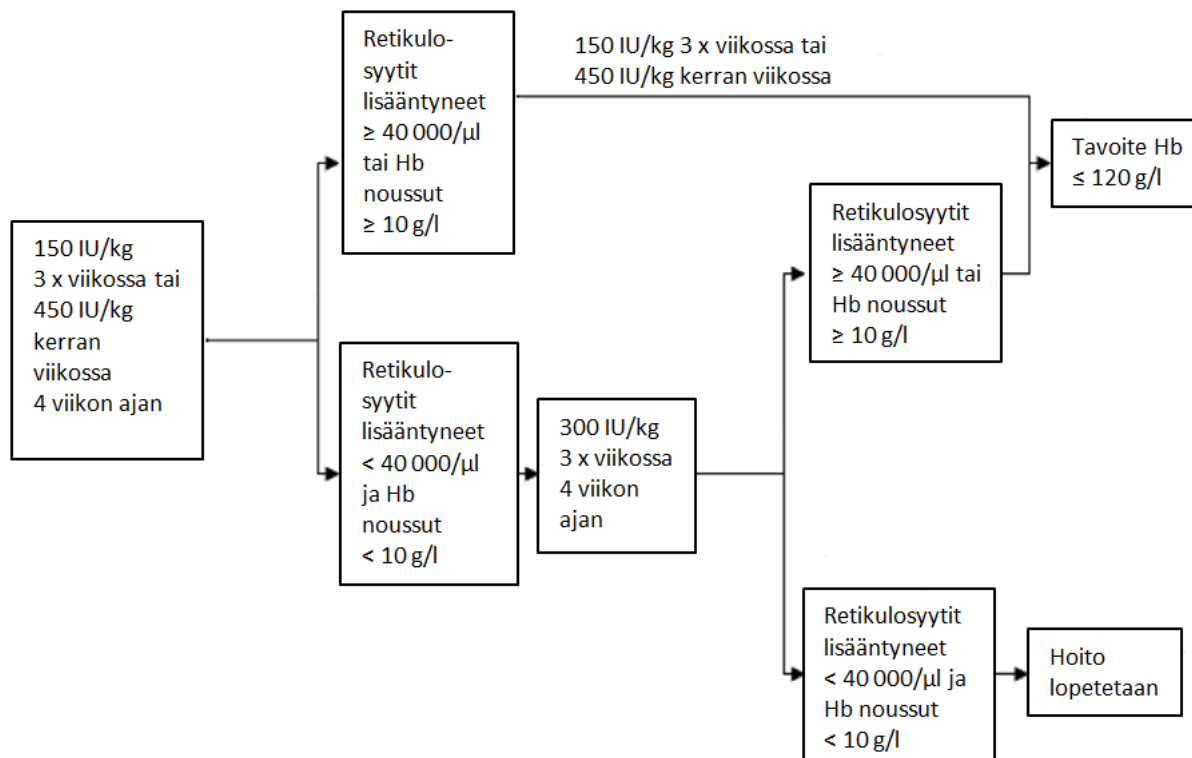 150 IU/kg
3 x viikossa tai
450 IU/kg
kerran
viikossa
4 viikon ajan
Retikulo-
syytit
lisääntyneet
≥ 40 000/µl
tai Hb
noussut
≥ 10 g/l
150 IU/kg 3 x viikossa tai
450 IU/kg kerran viikossa
Retikulo-
syytit
lisääntyneet
< 40 000/µl
ja Hb
noussut
< 10 g/l
300 IU/kg
3 x viikossa
4 viikon
ajan
Retikulosyytit
lisääntyneet
≥ 40 000/µl tai
Hb noussut
≥ 10 g/l
Tavoite Hb
≤ 120 g/l
Retikulosyytit
lisääntyneet
< 40 000/µl ja
Hb noussut
< 10 g/l
Hoito
lopetetaan